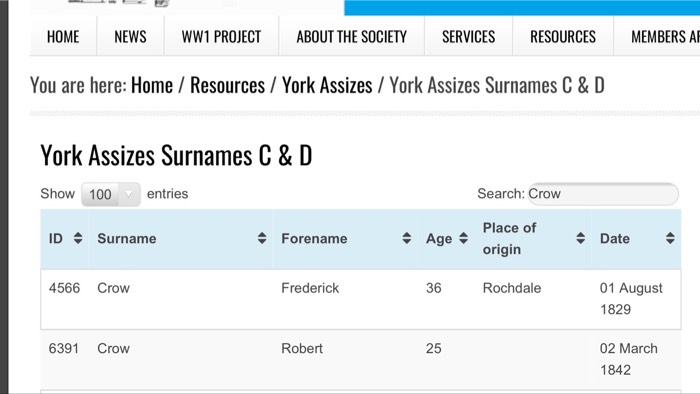 HOME NEWS WW1 PROJECT ABOUT THE SOCIETY SERVICES RESOURCES MEMBERS
You are here: Home / Resources / York Assizes / York Assizes Surnames C & D
York Assizes Surnames C & D
Show 100 entries Search: Crow
ID Surname Forename Age Place of origin Date
4566 Crow Frederick 36 Rochdale 01 August 1829
6391 Crow Robert 25 02 March 1842